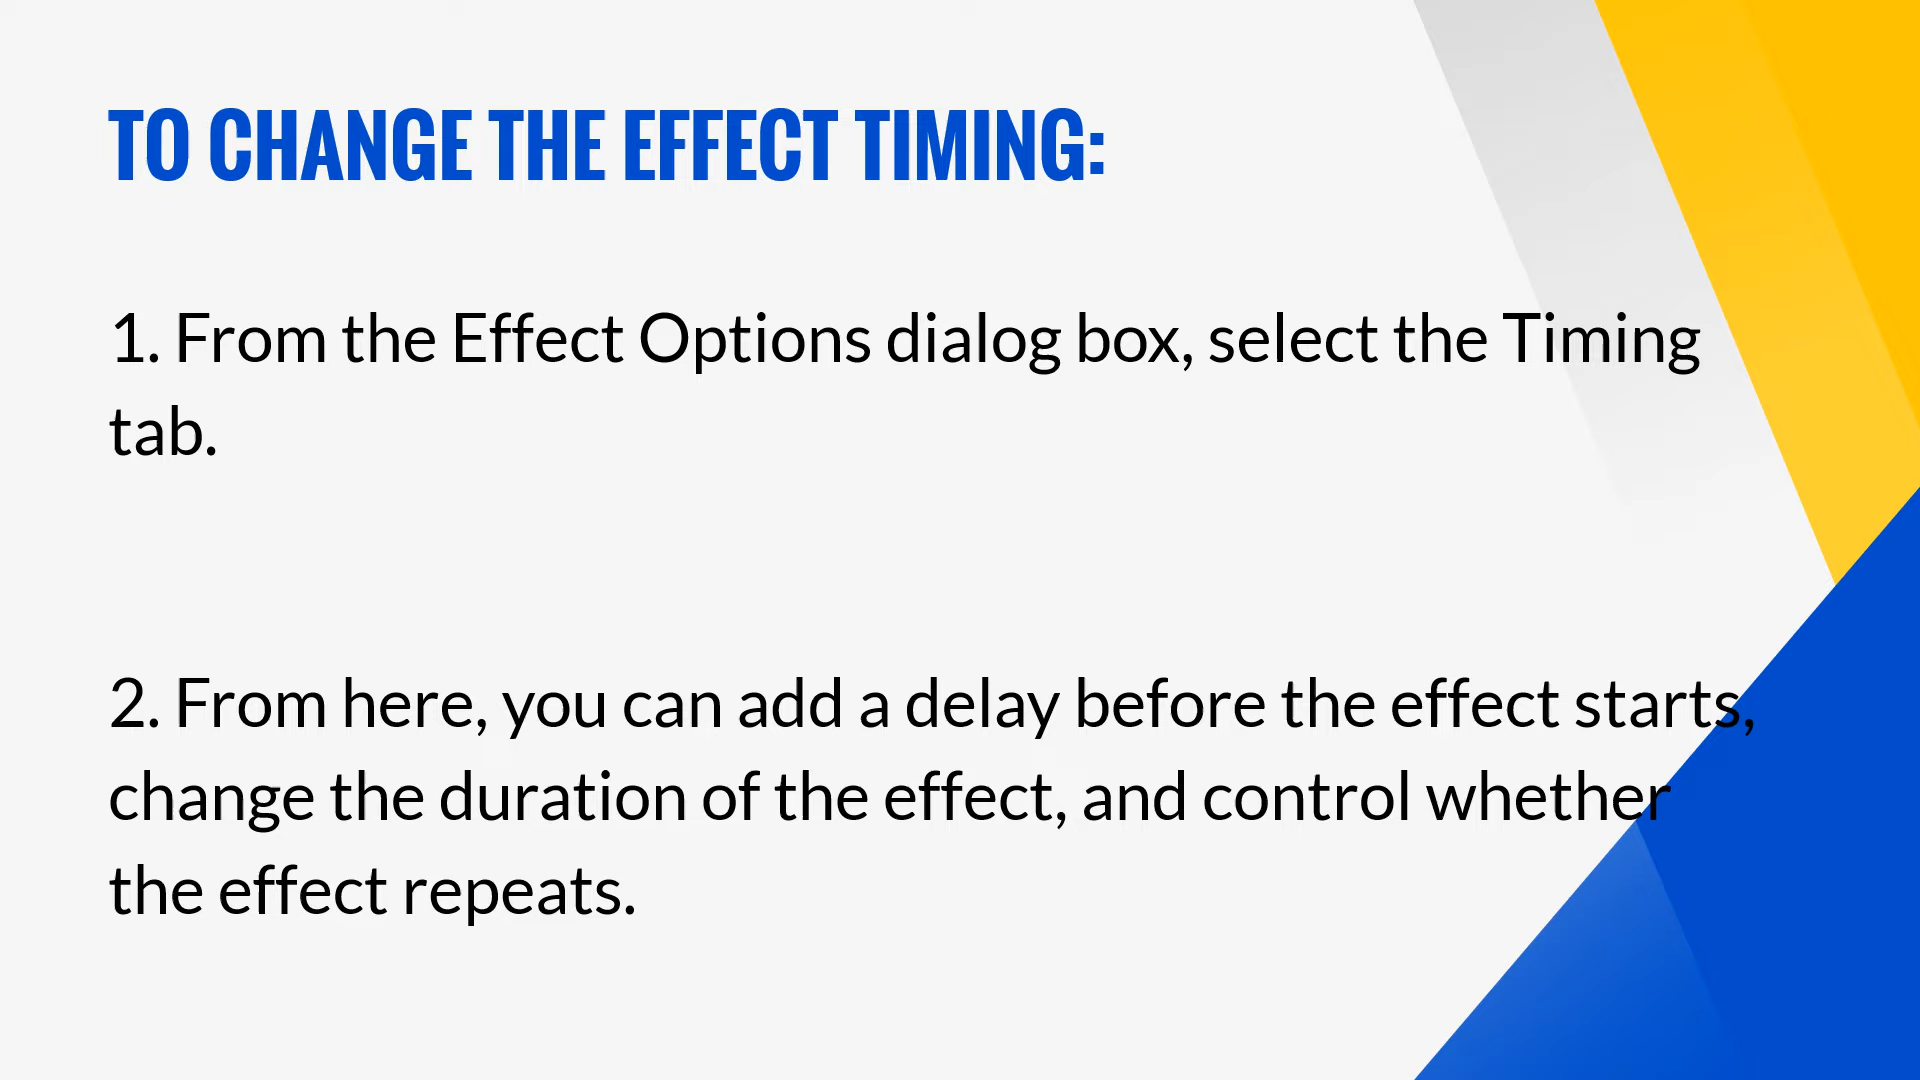 TO CHANGE THE EFFECT TIMING:
1. From the Effect Options dialog box, select the Timing
tab.
2. From here, you can add a delay before the effect starts,
change the duration of the effect, and control whether
the effect repeats.